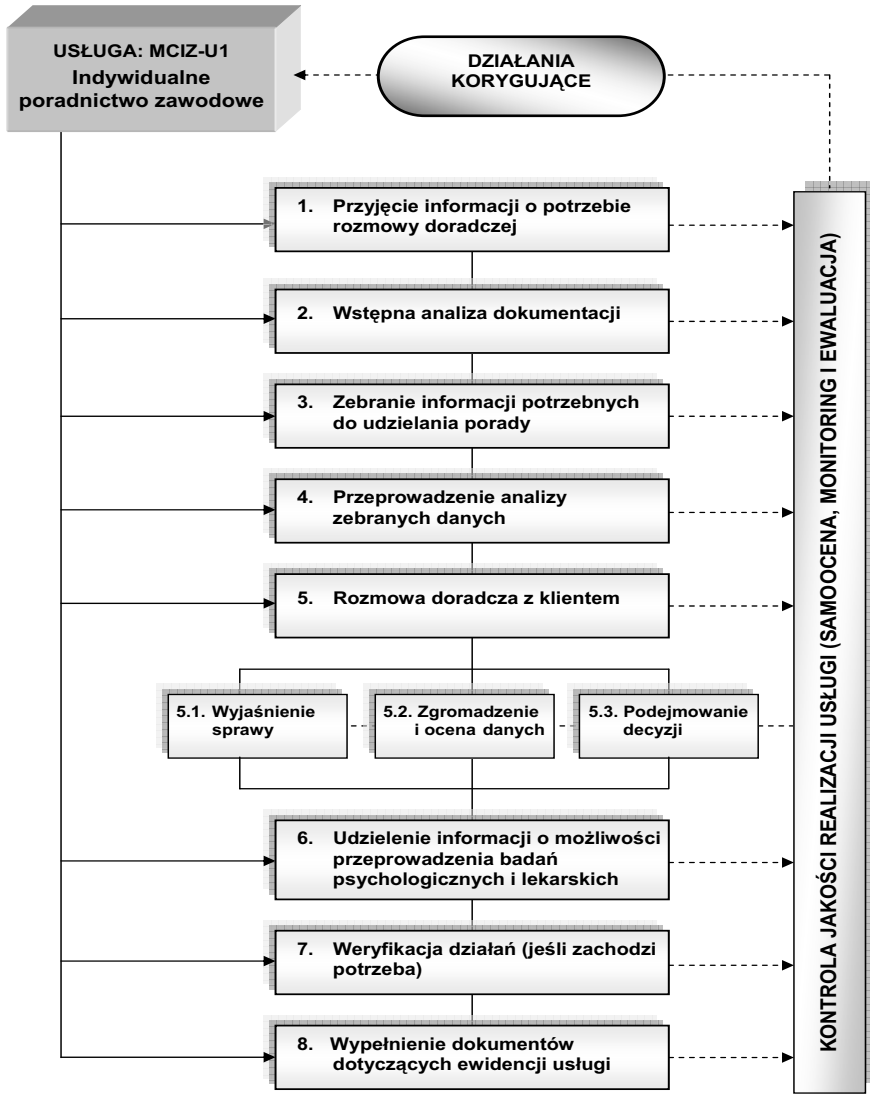 USŁUGA: MCIZ-U1
Indywidualne
poradnictwo zawodowe
DZIAŁANIA
KORYGUJĄCE
1. Przyjęcie informacji o potrzebie
rozmowy doradczej
2. Wstępna analiza dokumentacji
3. Zebranie informacji potrzebnych
do udzielania porady
4. Przeprowadzenie analizy
zebranych danych
5. Rozmowa doradcza z klientem
5.1. Wyjaśnienie
sprawy
5.2. Zgromadzenie
i ocena danych
5.3. Podejmowanie
decyzji
6. Udzielenie informacji o możliwości
przeprowadzenia badań
psychologicznych i lekarskich
7. Weryfikacja działań (jeśli zachodzi
potrzeba)
8. Wypełnienie dokumentów
dotyczących ewidencji usługi
KONTROLA JAKOŚCI REALIZACJI USŁUGI (SAMOOCENA, MONITORING I EWALUACJA)